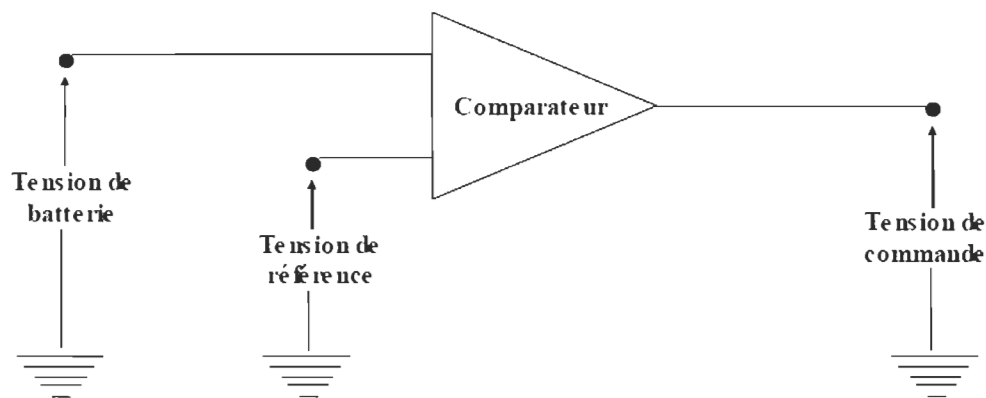 Comparateur
Tension de
batterie
Tension de
référence
Tension de
commande